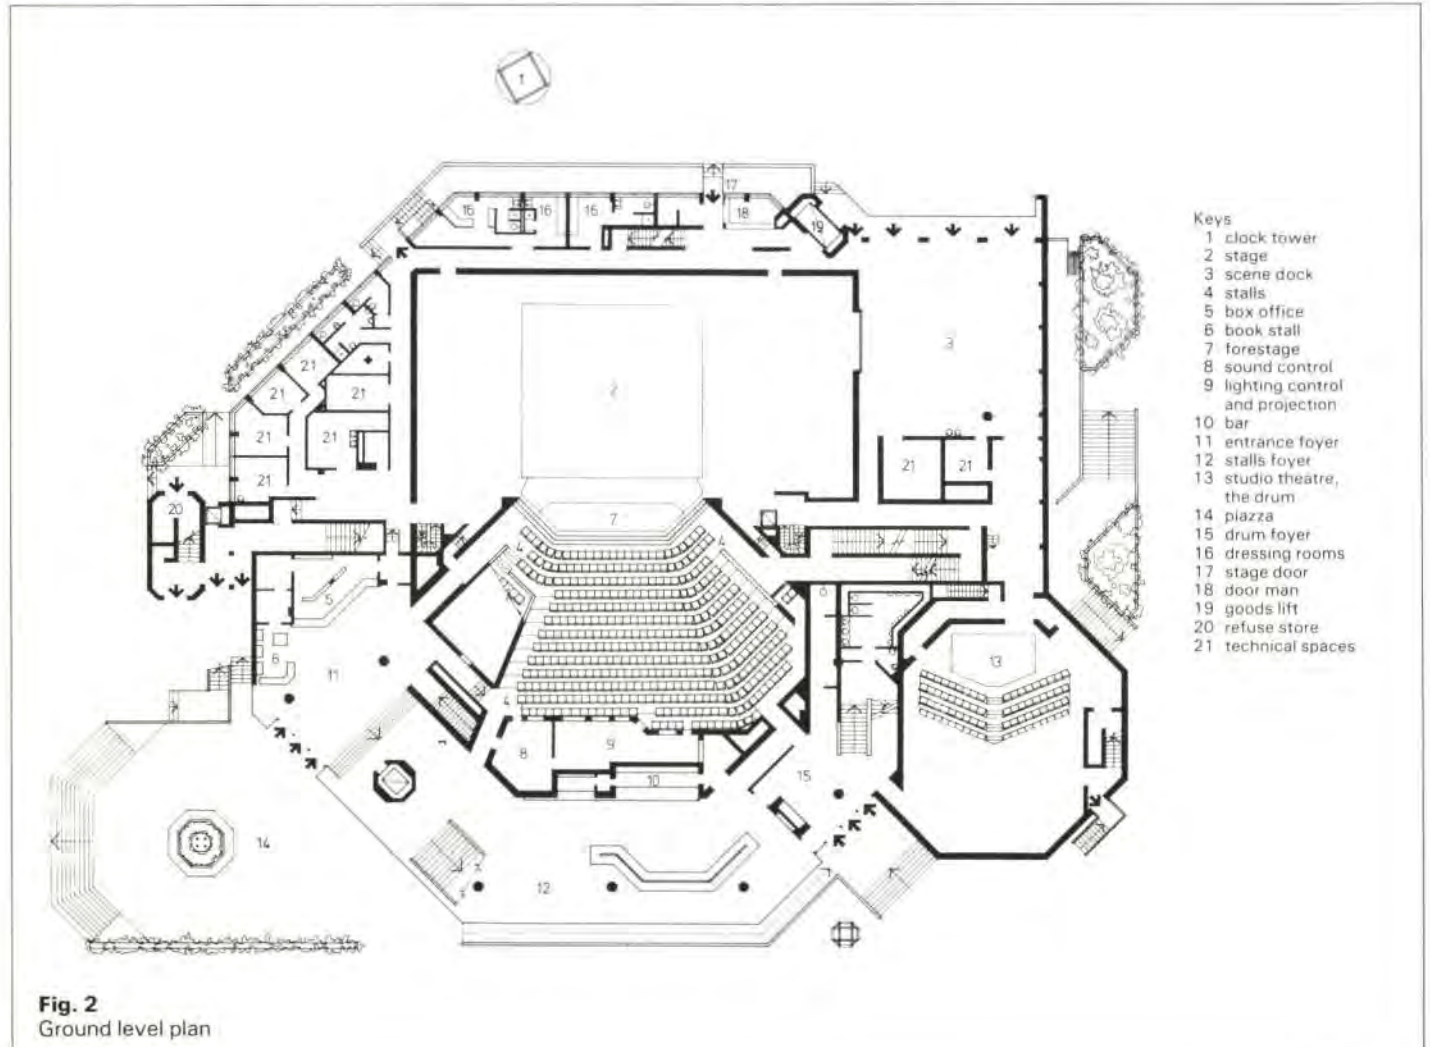 1
17
16
16
16
18
19
2
3
21
21
21
21
21
21
21
21
20
7
4
4
5
6
6
11
13
4
8
9
10
15
14
12
Keys
1 clock tower
2 stage
3 scene dock
4 stalls
5 box office
6 book stall
7 forestage
8 sound control
9 lighting control
and projection
10 bar
11 entrance foyer
12 stalls foyer
13 studio theatre,
the drum
14 piazza
15 drum foyer
16 dressing rooms
17 stage door
18 door man
19 goods lift
20 refuse store
21 technical spaces
Fig. 2
Ground level plan